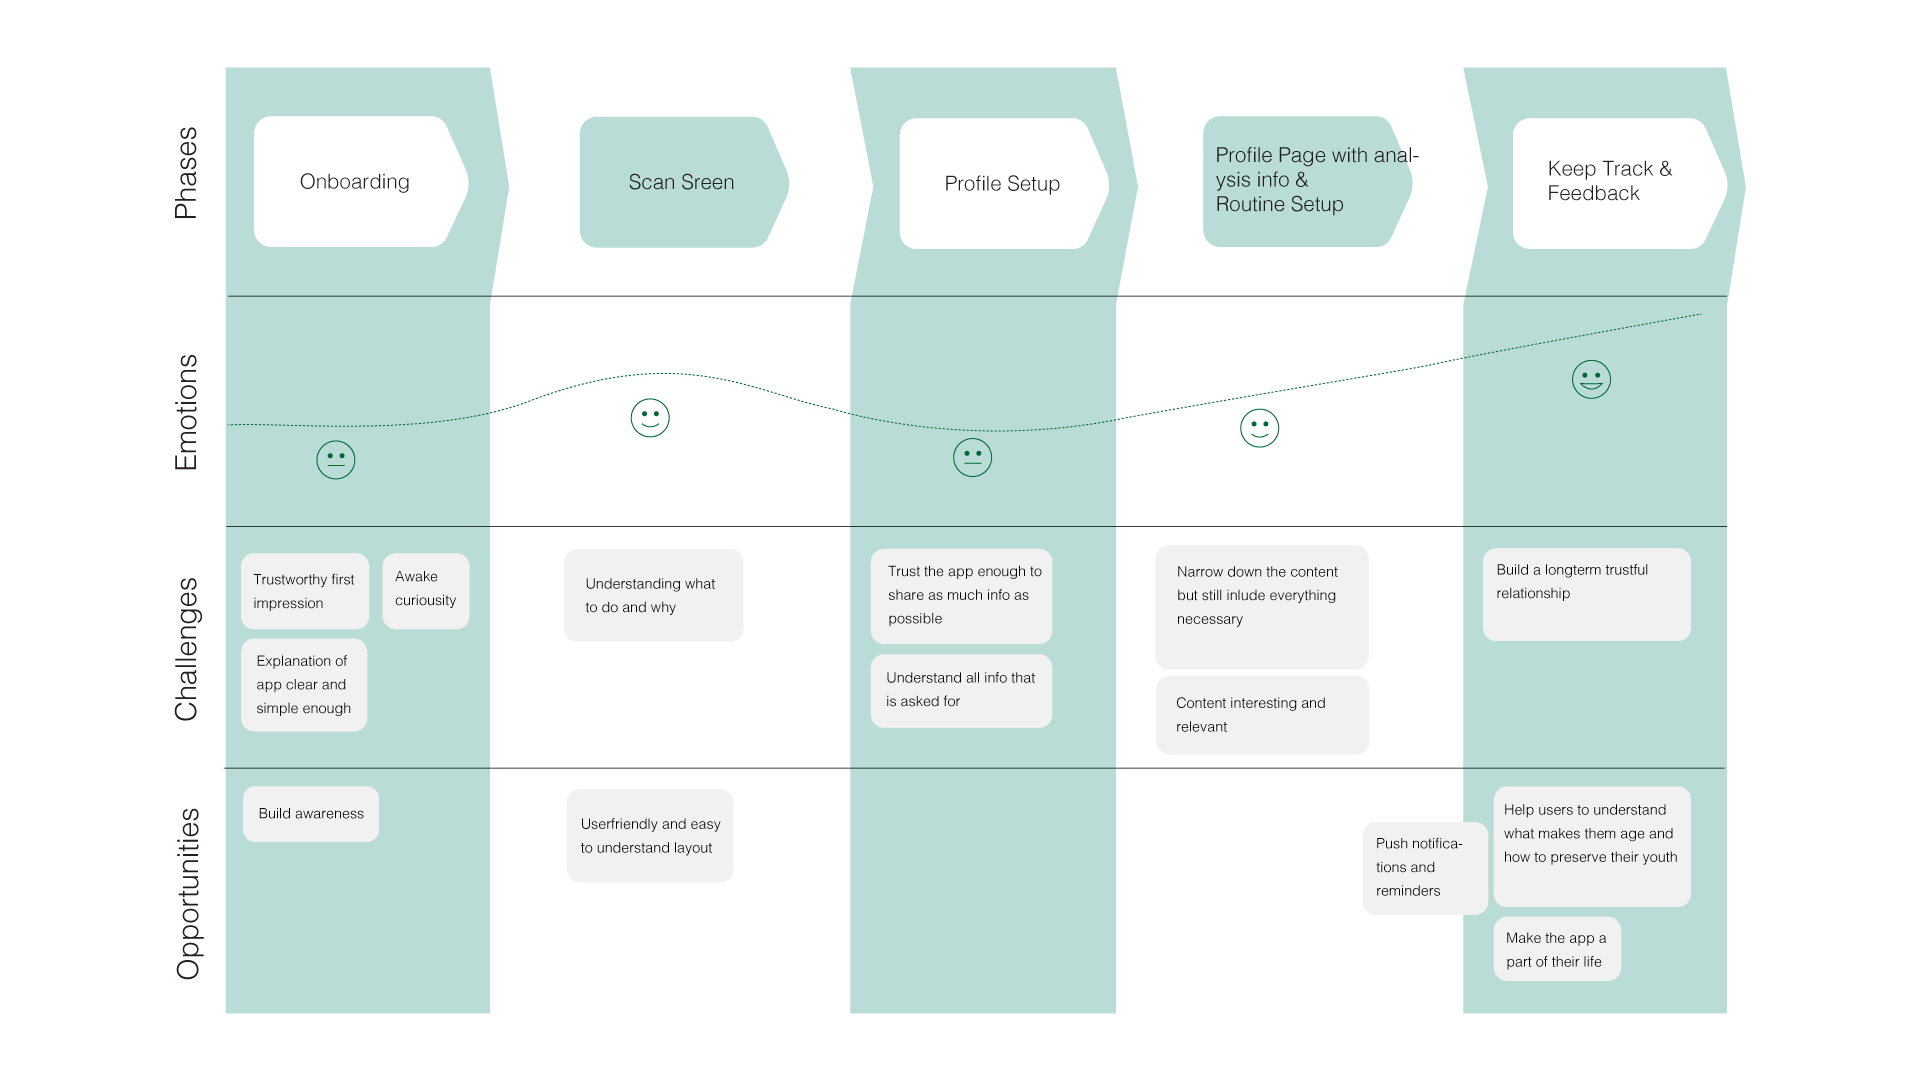 Phases
Onboarding
Scan Sreen
Profile Setup
Profile Page with anal-
ysis info &
Routine Setup
Keep Track &
Feedback
Emotions
Challenges
Trustworthy first
impression
Awake
curiousity
Explanation of
app clear and
simple enough
Understanding what
to do and why
Trust the app enough to
share as much info as
possible
Understand all info that
is asked for
Narrow down the content
but still inlude everything
necessary
Content interesting and
relevant
Build a longterm trustful
relationship
Opportunities
Build awareness
Userfriendly and easy
to understand layout
Push notifica-
tions and
reminders
Help users to understand
what makes them age and
how to preserve their youth
Make the app a
part of their life